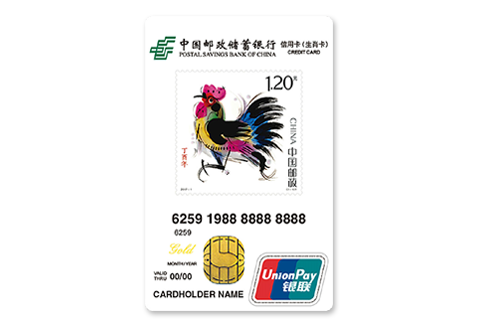 中国邮政储蓄银行 信用卡(生肖卡)
POSTAL SAVINGS BANK OF CHINA CREDIT CARD
1.20元
CHINA
中国邮政
丁酉年
6259 1988 8888 8888
6259
Gold
MONTH/YEAR
VALID THRU 00/00
CARDHOLDER NAME
UnionPay
银联